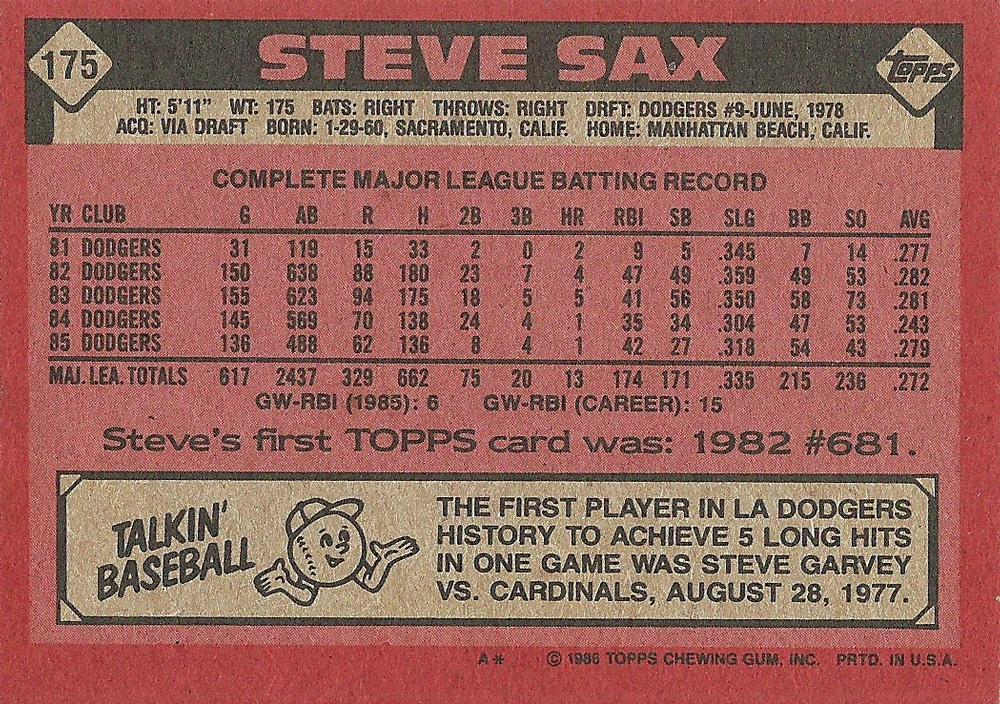 175 STEVE SAX TOPPS
HT: 5'11" WT: 175 BATS: RIGHT THROWS: RIGHT DRFT: DODGERS #9-JUNE, 1978
ACQ: VIA DRAFT BORN: 1-29-60, SACRAMENTO, CALIF. HOME: MANHATTAN BEACH, CALIF.
COMPLETE MAJOR LEAGUE BATTING RECORD
YR CLUB G AB R H 2B 3B HR RBI SB SLG BB SO AVG
81 DODGERS 31 119 15 33 2 0 2 9 5 .345 7 14 .277
82 DODGERS 150 638 88 180 23 7 4 47 49 .359 49 53 .282
83 DODGERS 155 623 94 175 18 5 5 41 56 .350 58 73 .281
84 DODGERS 145 569 70 138 24 4 1 35 34 .304 47 53 .243
85 DODGERS 136 488 62 136 8 4 1 42 27 .318 54 43 .279
MAJ. LEA. TOTALS 617 2437 329 662 75 20 13 174 171 .335 215 236 .272
GW-RBI (1985): 6 GW-RBI (CAREER): 15
Steve's first TOPPS card was: 1982 #681.
TALKIN'
BASEBALL
THE FIRST PLAYER IN LA DODGERS
HISTORY TO ACHIEVE 5 LONG HITS
IN ONE GAME WAS STEVE GARVEY
VS. CARDINALS, AUGUST 28, 1977.
A* © 1986 TOPPS CHEWING GUM, INC. PRTD. IN U.S.A.